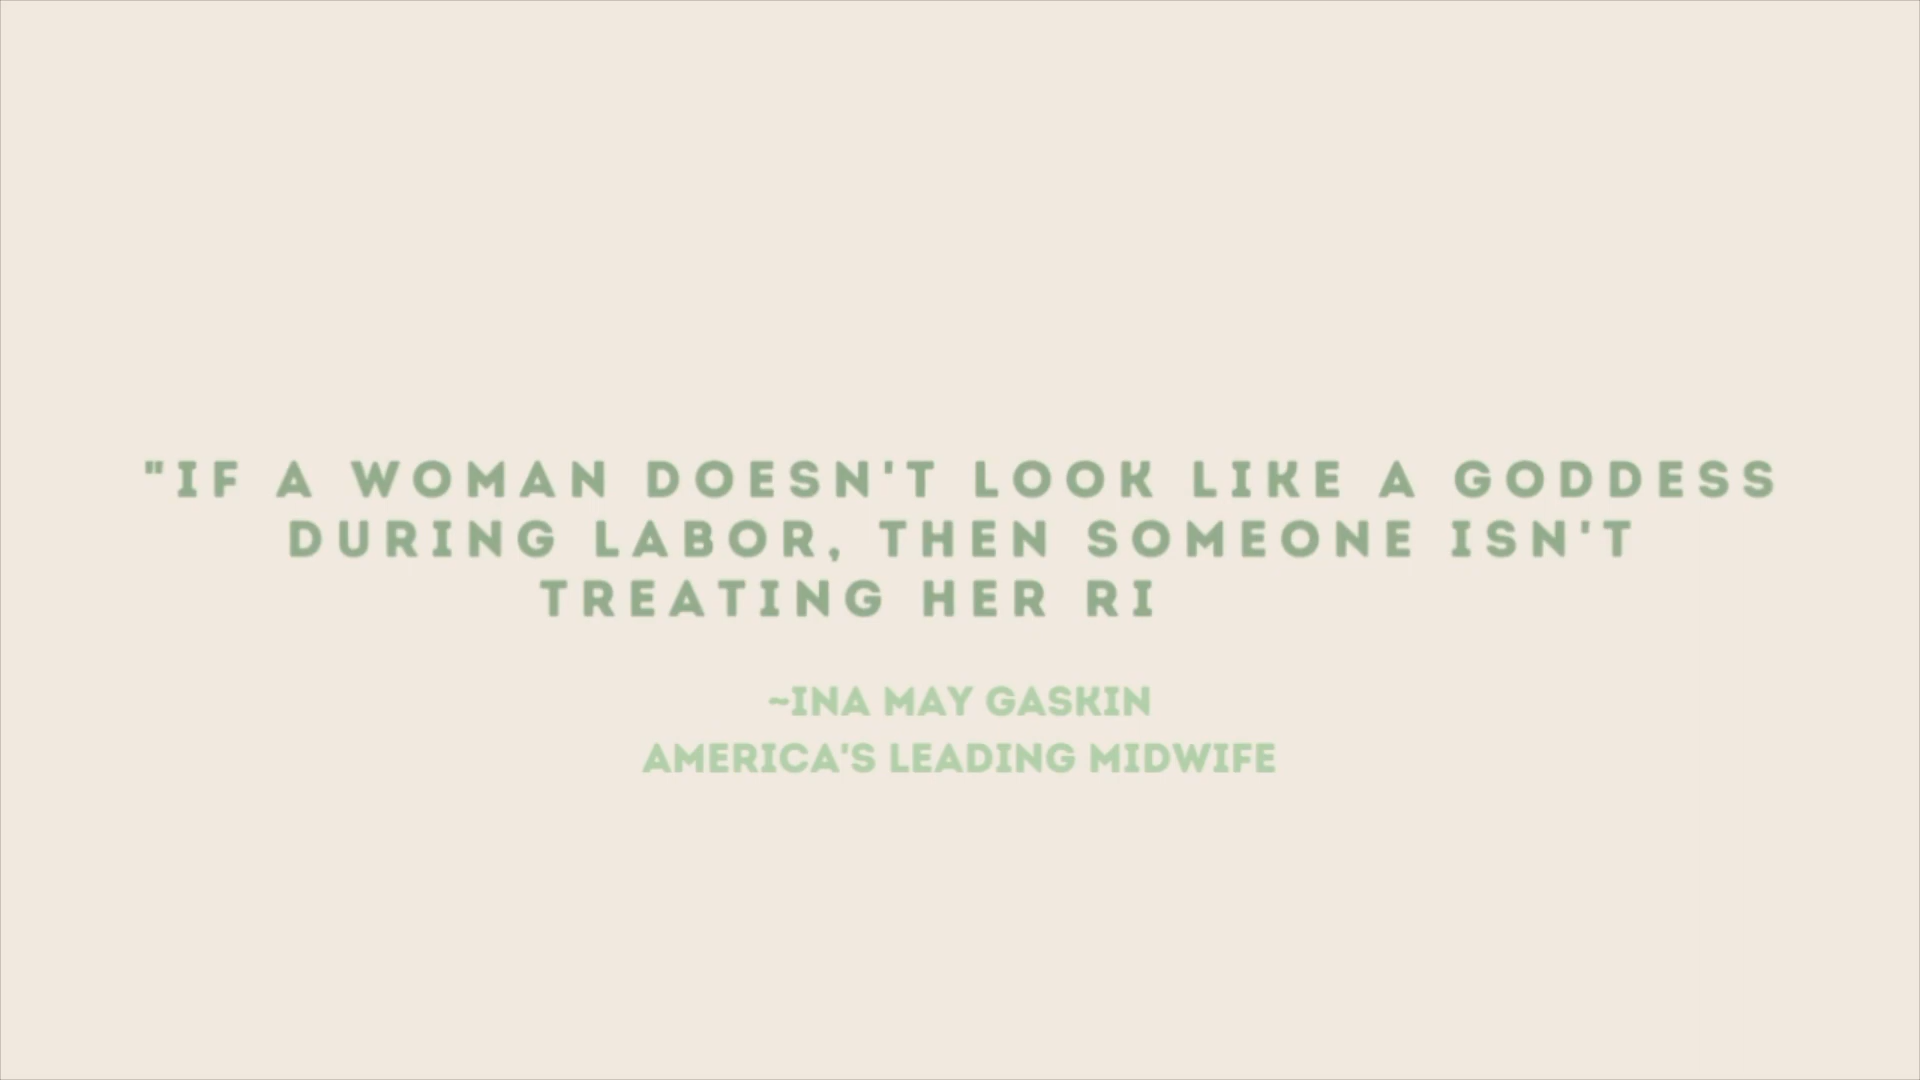 "IF A WOMAN DOESN'T LOOK LIKE A GODDESS
DURING LABOR, THEN SOMEONE ISN'T
TREATING HER RI
~INA MAY GASKIN
AMERICA'S LEADING MIDWIFE